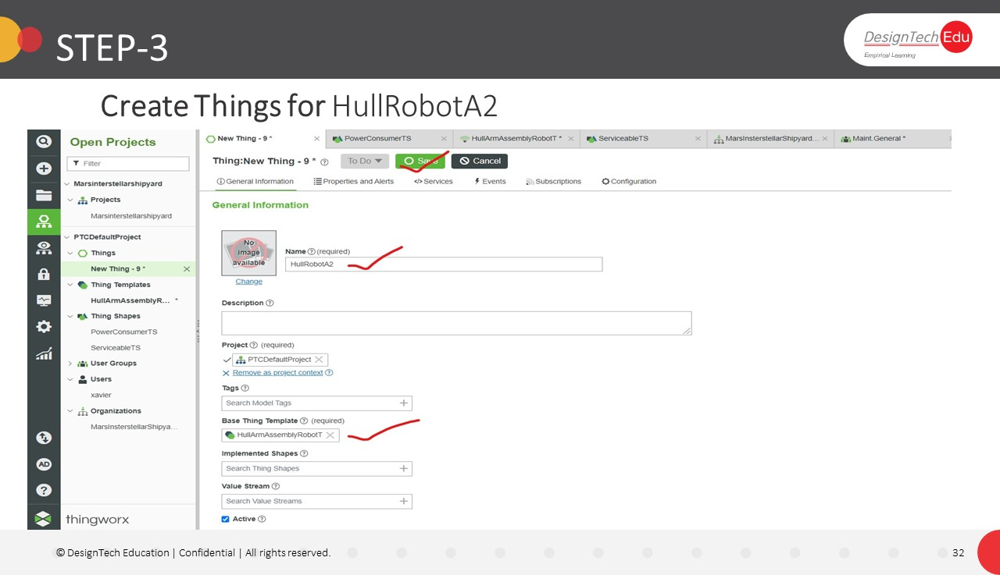 STEP-3
DesignTech Edu
Empirical Learning
Create Things for HullRobotA2
Open Projects
Filter
Marsinterstellarshipyard
Projects
Marsinterstellarshipyard
PTCDefaultProject
Things
New Thing - 9 *
Thing Templates
HullArmAssemblyR... *
Thing Shapes
PowerConsumerTS
ServiceableTS
User Groups
Users
xavier
Organizations
MarsInsterstellarShipya...
AD
thingworx
New Thing - 9 *
PowerConsumerTS
HullArmAssemblyRobotT *
ServiceableTS
MarsInsterstellarShipyard...
Maint.General *
Thing:New Thing - 9 * To Do Save Cancel
General Information Properties and Alerts Services Events Subscriptions Configuration
General Information
No
image
available
Change
Name (required)
HullRobotA2
Description
Project (required)
PTCDefaultProject
Remove as project context
Tags
Search Model Tags
Base Thing Template (required)
HullArmAssemblyRobotT
Implemented Shapes
Search Thing Shapes
Value Stream
Search Value Streams
Active
© DesignTech Education | Confidential | All rights reserved.
32